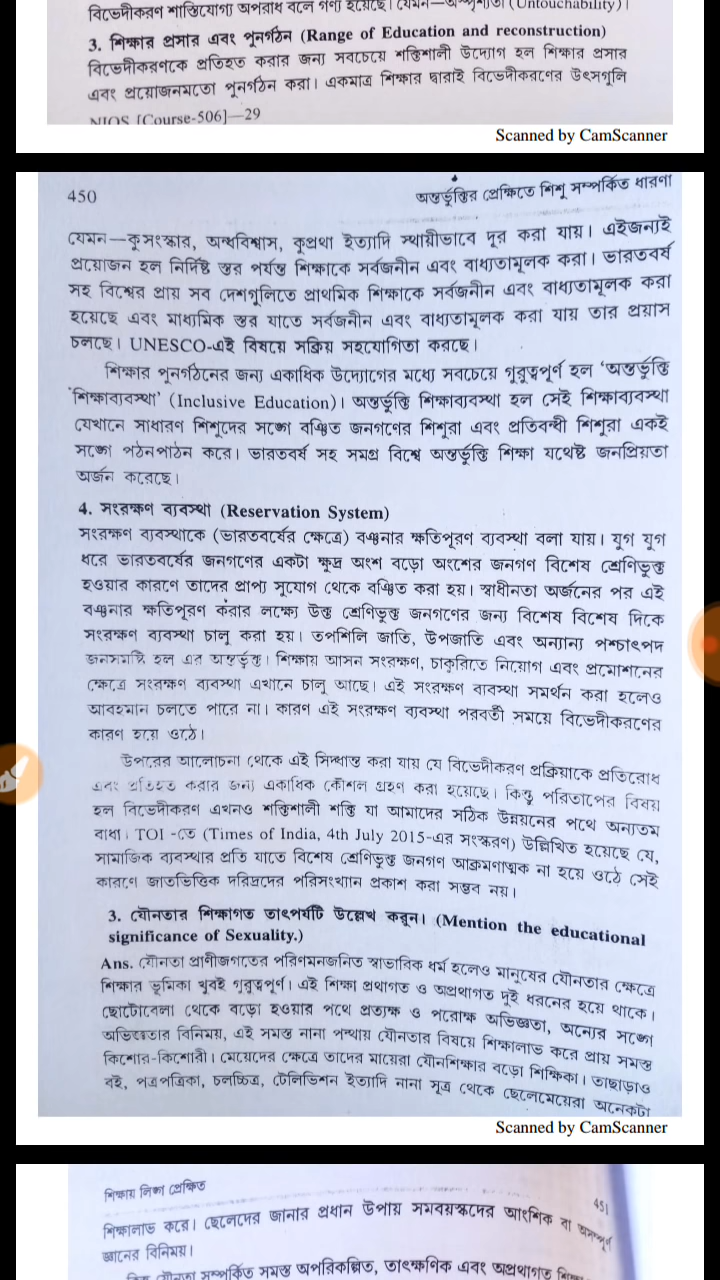 বিভেদীকরণ শাস্তিযোগ্য অপরাধ বলে গণ্য হয়েছে। যেমন—অস্পৃশ্যতা (Untouchability)।
3. শিক্ষার প্রসার এবং পুনর্গঠন (Range of Education and reconstruction)
বিভেদীকরণকে প্রতিহত করার জন্য সবচেয়ে শক্তিশালী উদ্যোগ হল শিক্ষার প্রসার
এবং প্রয়োজনমতো পুনর্গঠন করা। একমাত্র শিক্ষার দ্বারাই বিভেদীকরণের উৎসগুলি
NIOS [Course-506]—29
Scanned by CamScanner
450 অন্তর্ভুক্তির প্রেক্ষিতে শিশু সম্পর্কিত ধারণা
যেমন—কুসংস্কার, অন্ধবিশ্বাস, কুপ্রথা ইত্যাদি স্থায়ীভাবে দূর করা যায়। এইজন্যই
প্রয়োজন হল নির্দিষ্ট স্তর পর্যন্ত শিক্ষাকে সর্বজনীন এবং বাধ্যতামূলক করা। ভারতবর্ষ
সহ বিশ্বের প্রায় সব দেশগুলিতে প্রাথমিক শিক্ষাকে সর্বজনীন এবং বাধ্যতামূলক করা
হয়েছে এবং মাধ্যমিক স্তর যাতে সর্বজনীন এবং বাধ্যতামূলক করা যায় তার প্রয়াস
চলছে। UNESCO-এই বিষয়ে সক্রিয় সহযোগিতা করছে।
শিক্ষার পুনর্গঠনের জন্য একাধিক উদ্যোগের মধ্যে সবচেয়ে গুরুত্বপূর্ণ হল ‘অন্তর্ভুক্তি
‘শিক্ষাব্যবস্থা’ (Inclusive Education)। অন্তর্ভুক্তি শিক্ষাব্যবস্থা হল সেই শিক্ষাব্যবস্থা
যেখানে সাধারণ শিশুদের সঙ্গে বঞ্চিত জনগণের শিশুরা এবং প্রতিবন্ধী শিশুরা একই
সঙ্গে পঠনপাঠন করে। ভারতবর্ষ সহ সমগ্র বিশ্বে অন্তর্ভুক্তি শিক্ষা যথেষ্ট জনপ্রিয়তা
অর্জন করেছে।
4. সংরক্ষণ ব্যবস্থা (Reservation System)
সংরক্ষণ ব্যবস্থাকে (ভারতবর্ষের ক্ষেত্রে) বঞ্চনার ক্ষতিপূরণ ব্যবস্থা বলা যায়। যুগ যুগ
ধরে ভারতবর্ষের জনগণের একটা ক্ষুদ্র অংশ বড়ো অংশের জনগণ বিশেষ শ্রেণিভুক্ত
হওয়ার কারণে তাদের প্রাপ্য সুযোগ থেকে বঞ্চিত করা হয়। স্বাধীনতা অর্জনের পর এই
বঞ্চনার ক্ষতিপূরণ করার লক্ষ্যে উক্ত শ্রেণিভুক্ত জনগণের জন্য বিশেষ বিশেষ দিকে
সংরক্ষণ ব্যবস্থা চালু করা হয়। তপশিলি জাতি, উপজাতি এবং অন্যান্য পশ্চাৎপদ
জনসমষ্টি হল এর অন্তর্ভুক্ত। শিক্ষায় আসন সংরক্ষণ, চাকুরিতে নিয়োগ এবং প্রমোশনের
ক্ষেত্রে সংরক্ষণ ব্যবস্থা এখানে চালু আছে। এই সংরক্ষণ ব্যবস্থা সমর্থন করা হলেও
আবহমান চলতে পারে না। কারণ এই সংরক্ষণ ব্যবস্থা পরবর্তী সময়ে বিভেদীকরণের
কারণ হয়ে ওঠে।
উপরের আলোচনা থেকে এই সিদ্ধান্ত করা যায় যে বিভেদীকরণ প্রক্রিয়াকে প্রতিরোধ
এবং প্রতিহত করার জন্য একাধিক কৌশল গ্রহণ করা হয়েছে। কিন্তু পরিতাপের বিষয়
হল বিভেদীকরণ এখনও শক্তিশালী শক্তি যা আমাদের সঠিক উন্নয়নের পথে অন্যতম
বাধা। TOI -তে (Times of India, 4th July 2015-এর সংস্করণ) উল্লিখিত হয়েছে যে,
সামাজিক ব্যবস্থার প্রতি যাতে বিশেষ শ্রেণিভুক্ত জনগণ আক্রমণাত্মক না হয়ে ওঠে সেই
কারণে জাতভিত্তিক দরিদ্রদের পরিসংখ্যান প্রকাশ করা সম্ভব নয়।
3. যৌনতার শিক্ষাগত তাৎপর্যটি উল্লেখ করুন। (Mention the educational
significance of Sexuality.)
Ans. যৌনতা প্রাণীজগতের পরিণমনজনিত স্বাভাবিক ধর্ম হলেও মানুষের যৌনতার ক্ষেত্রে
শিক্ষার ভূমিকা খুবই গুরুত্বপূর্ণ। এই শিক্ষা প্রথাগত ও অপ্রথাগত দুই ধরনের হয়ে থাকে।
ছোটোবেলা থেকে বড়ো হওয়ার পথে প্রত্যক্ষ ও পরোক্ষ অভিজ্ঞতা, অন্যের সঙ্গে
অভিজ্ঞতার বিনিময়, এই সমস্ত নানা পন্থায় যৌনতার বিষয়ে শিক্ষালাভ করে প্রায় সমস্ত
কিশোর-কিশোরী। মেয়েদের ক্ষেত্রে তাদের মায়েরা যৌনশিক্ষার বড়ো শিক্ষিকা। তাছাড়াও
বই, পত্রপত্রিকা, চলচ্চিত্র, টেলিভিশন ইত্যাদি নানা সূত্র থেকে ছেলেমেয়েরা অনেকটা
Scanned by CamScanner
শিক্ষায় লিঙ্গ প্রেক্ষিত 451
শিক্ষালাভ করে। ছেলেদের জানার প্রধান উপায় সমবয়স্কদের আংশিক বা অসম্পূর্ণ
জ্ঞানের বিনিময়।
যৌনতা সম্পর্কিত সমস্ত অপরিকল্পিত, তাৎক্ষণিক এবং অপ্রথাগত